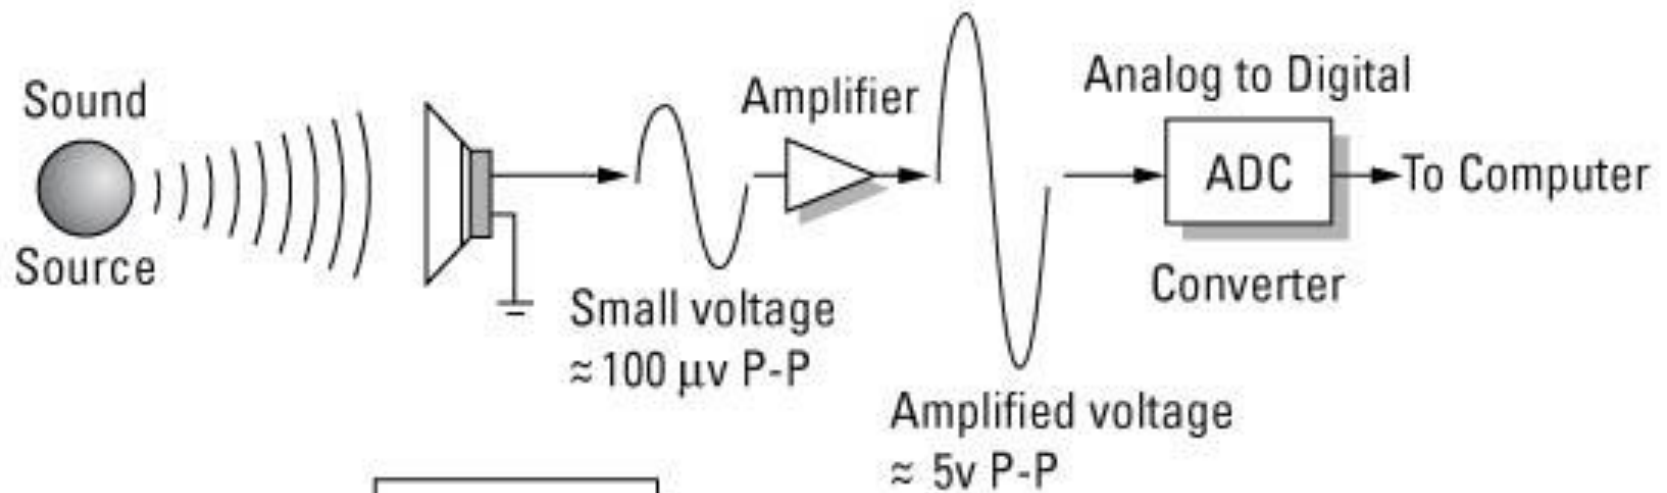 Sound
Source
Small voltage
≈ 100 μv P-P
Amplifier
Amplified voltage
≈ 5v P-P
Analog to Digital
ADC
Converter
To Computer